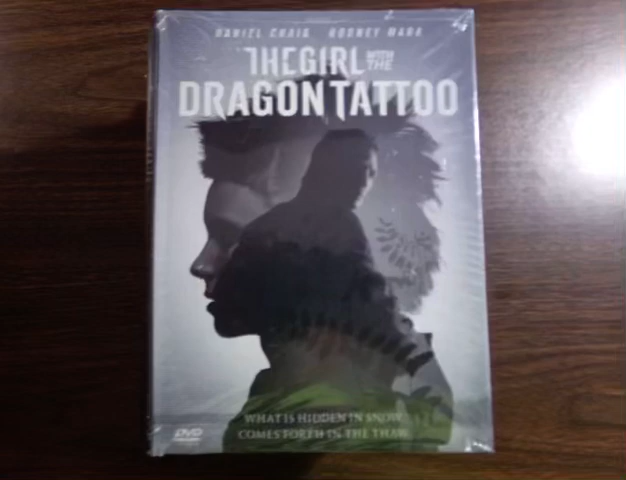 DANIEL CRAIG ROONEY MARA
THE GIRL WITH THE
DRAGON TATTOO
WHAT IS HIDDEN IN SNOW
COMES FORTH IN THE THAW
DVD